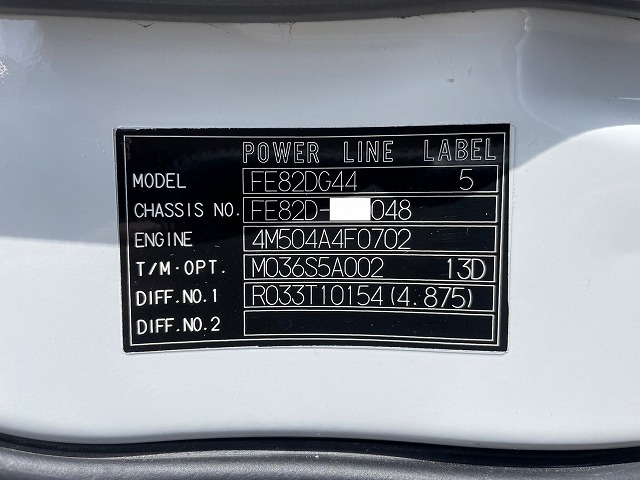 POWER LINE LABEL
MODEL FE82DG44 5
CHASSIS NO. FE82D- 048
ENGINE 4M504A4F0702
T/M·OPT. M036S5A002 13D
DIFF.NO.1 R033T10154(4.875)
DIFF.NO.2